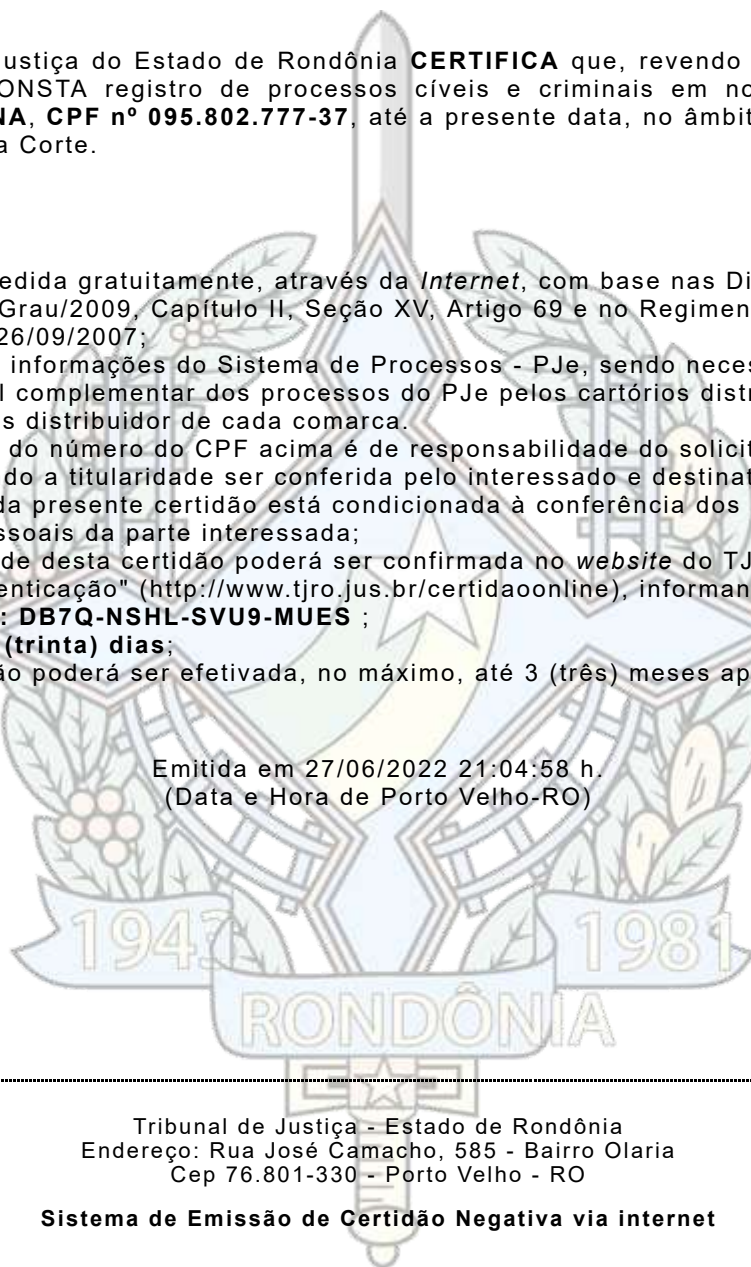 ustiça do Estado de Rondônia CERTIFICA que, revendo
ONSTA registro de processos cíveis e criminais em no
NA, CPF nº 095.802.777-37, até a presente data, no âmbit
a Corte.
edida gratuitamente, através da Internet, com base nas Di
Grau/2009, Capítulo II, Seção XV, Artigo 69 e no Regimen
26/09/2007;
informações do Sistema de Processos - PJe, sendo neces
l complementar dos processos do PJe pelos cartórios distr
s distribuidor de cada comarca.
do número do CPF acima é de responsabilidade do solicit
do a titularidade ser conferida pelo interessado e destinat
da presente certidão está condicionada à conferência dos
ssoais da parte interessada;
de desta certidão poderá ser confirmada no website do TJ
enticação" (http://www.tjro.jus.br/certidaoonline), informan
: DB7Q-NSHL-SVU9-MUES ;
(trinta) dias;
ão poderá ser efetivada, no máximo, até 3 (três) meses ap
Emitida em 27/06/2022 21:04:58 h.
(Data e Hora de Porto Velho-RO)
1943 1981
RONDÔNIA
Tribunal de Justiça - Estado de Rondônia
Endereço: Rua José Camacho, 585 - Bairro Olaria
Cep 76.801-330 - Porto Velho - RO
Sistema de Emissão de Certidão Negativa via internet